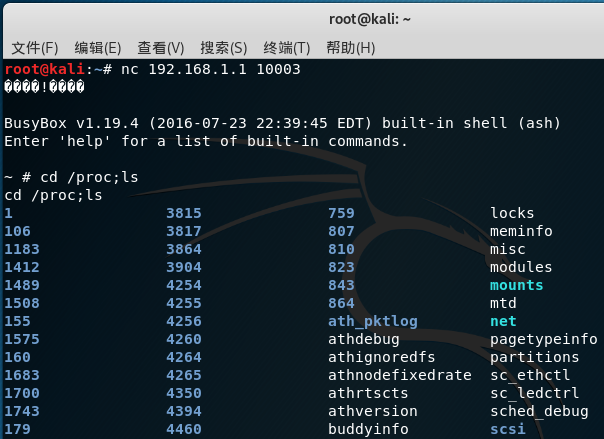 root@kali: ~
文件(F) 编辑(E) 查看(V) 搜索(S) 终端(T) 帮助(H)
root@kali:~# nc 192.168.1.1 10003
����!����
BusyBox v1.19.4 (2016-07-23 22:39:45 EDT) built-in shell (ash)
Enter 'help' for a list of built-in commands.
~ # cd /proc;ls
cd /proc;ls
1 3815 759 locks
106 3817 807 meminfo
1183 3864 810 misc
1412 3904 823 modules
1489 4254 843 mounts
1508 4255 864 mtd
155 4256 ath_pktlog net
1575 4260 athdebug pagetypeinfo
160 4264 athignoredfs partitions
1683 4265 athnodefixedrate sc_ethctl
1700 4350 athrtscts sc_ledctrl
1743 4394 athversion sched_debug
179 4460 buddyinfo scsi